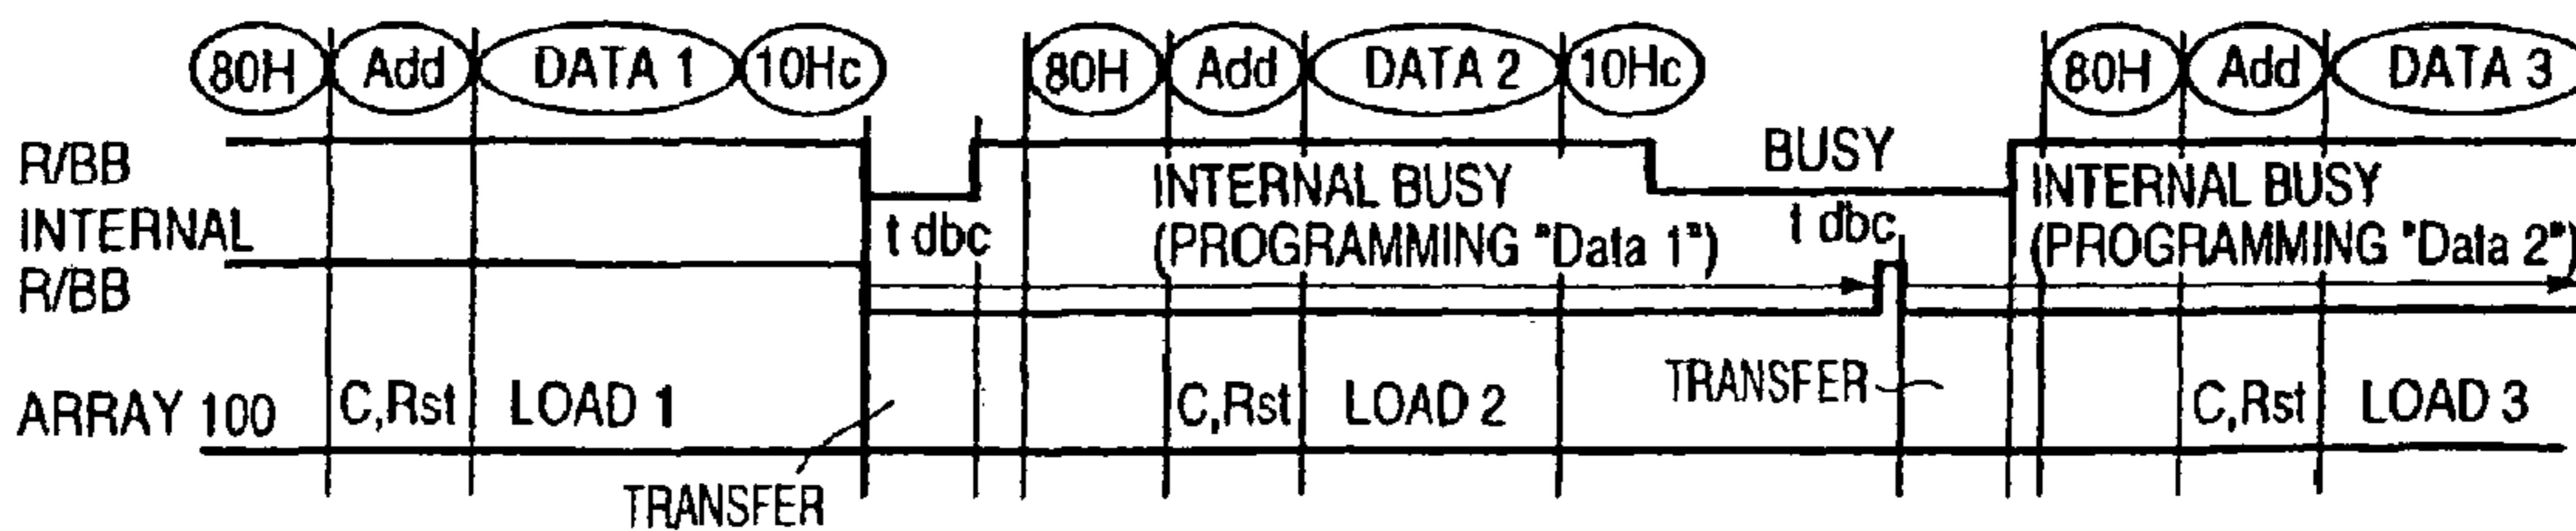 80H Add DATA 1 10Hc 80H Add DATA 2 10Hc 80H Add DATA 3
R/BB
BUSY
INTERNAL BUSY
INTERNAL BUSY
INTERNAL
t dbc
(PROGRAMMING "Data 1")
t dbc
(PROGRAMMING "Data 2")
R/BB
ARRAY 100 C,Rst LOAD 1 C,Rst LOAD 2 TRANSFER C,Rst LOAD 3
TRANSFER